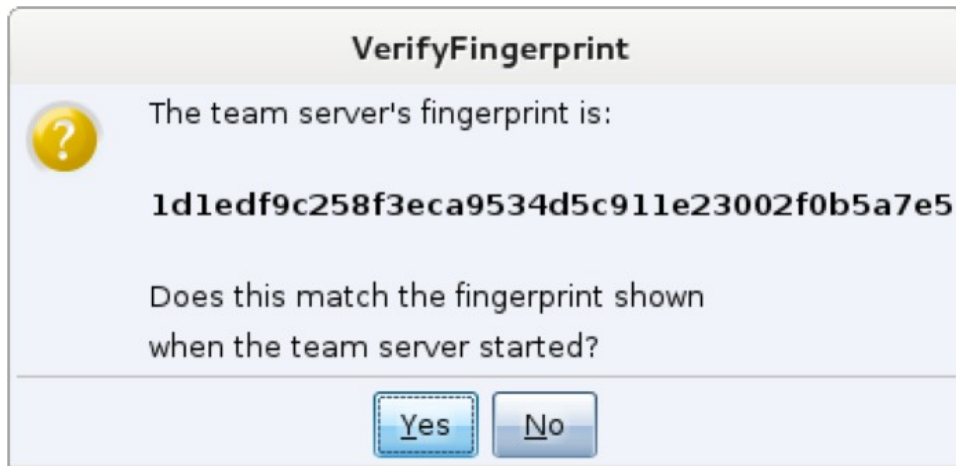 VerifyFingerprint
The team server's fingerprint is:
1d1edf9c258f3eca9534d5c911e23002f0b5a7e5
Does this match the fingerprint shown
when the team server started?
Yes
No